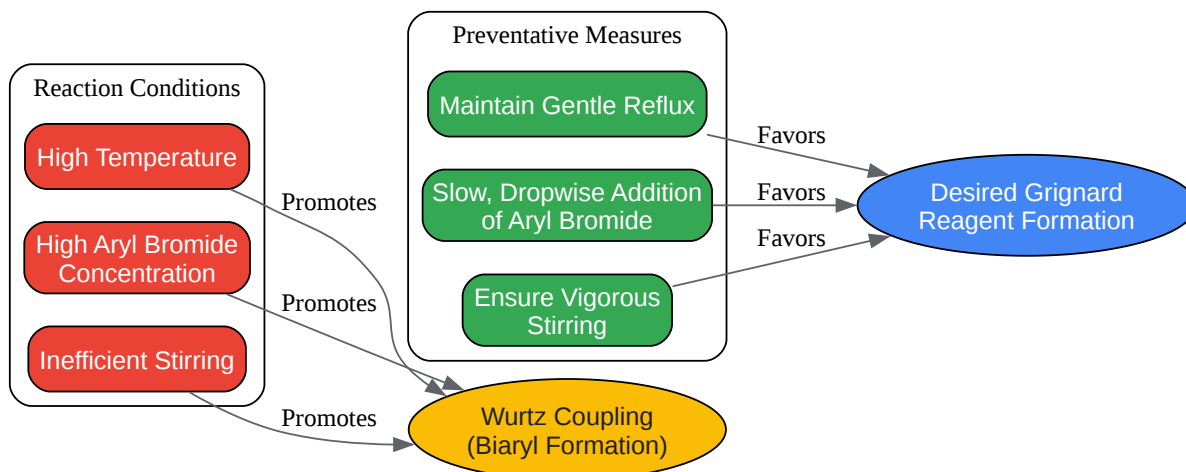 Reaction Conditions
High Temperature
High Aryl Bromide
Concentration
Inefficient Stirring
Promotes
Promotes
Promotes
Preventative Measures
Maintain Gentle Reflux
Slow, Dropwise Addition
of Aryl Bromide
Ensure Vigorous
Stirring
Favors
Favors
Favors
Desired Grignard
Reagent Formation
Wurtz Coupling
(Biaryl Formation)